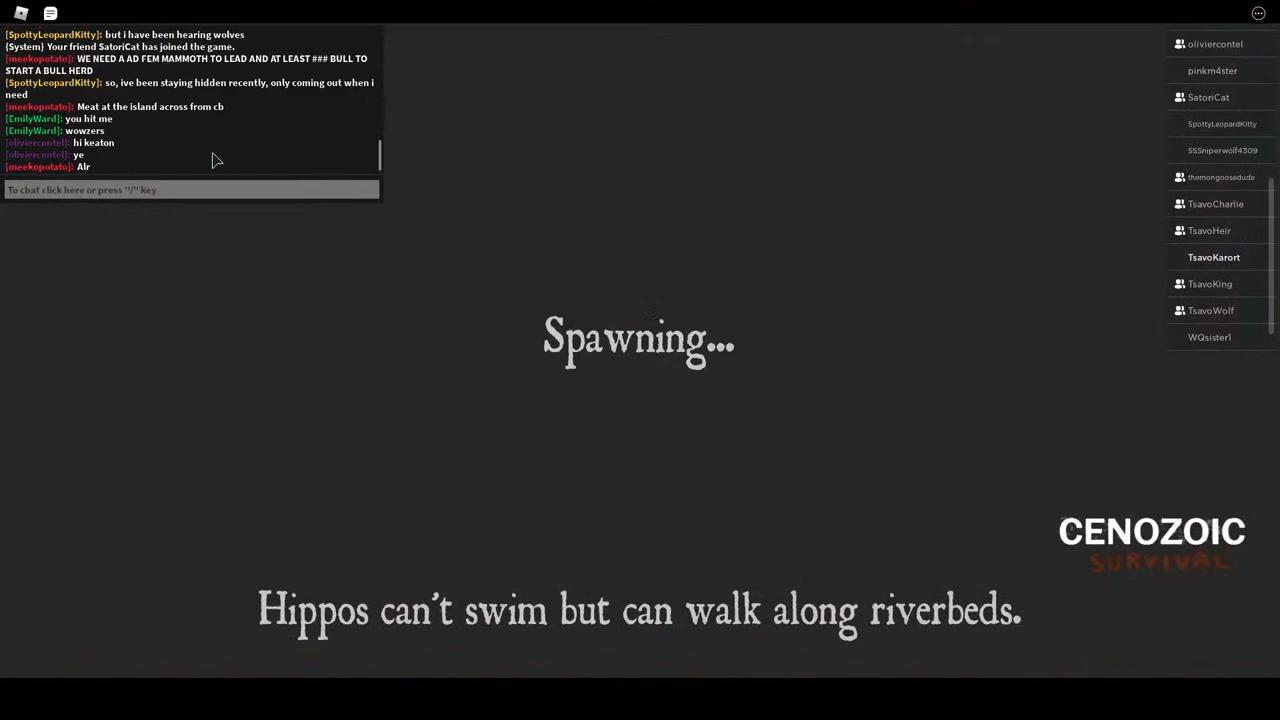 [SpottyLeopardKitty]: but i have been hearing wolves
{System} Your friend SatoriCat has joined the game.
[meekopotato]: WE NEED A AD FEM MAMMOTH TO LEAD AND AT LEAST ### BULL TO
START A BULL HERD
[SpottyLeopardKitty]: so, ive been staying hidden recently, only coming out when i
need
[meekopotato]: Meat at the island across from cb
[EmilyWard]: you hit me
[EmilyWard]: wowzers
[oliviercontel]: hi keaton
[oliviercontel]: ye
[meekopotato]: Alr
To chat click here or press "/" key
oliviercontel
pinkm4ster
SatoriCat
SpottyLeopardKitty
SSSniperwolf4309
themongoosedude
TsavoCharlie
TsavoHeir
TsavoKarort
TsavoKing
TsavoWolf
WQsister1
Spawning...
CENOZOIC
SURVIVAL
Hippos can't swim but can walk along riverbeds.